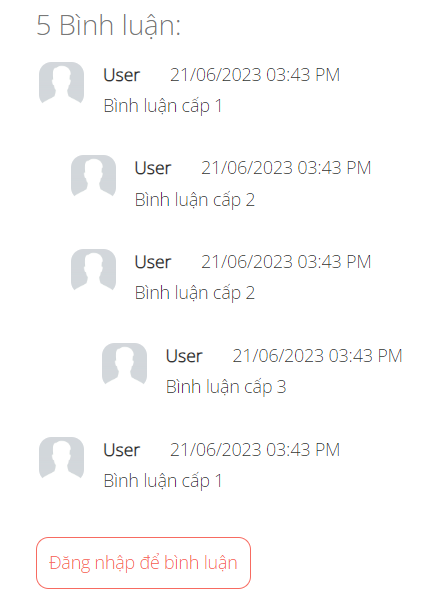 5 Bình luận:
User 21/06/2023 03:43 PM
Bình luận cấp 1
User 21/06/2023 03:43 PM
Bình luận cấp 2
User 21/06/2023 03:43 PM
Bình luận cấp 2
User 21/06/2023 03:43 PM
Bình luận cấp 3
User 21/06/2023 03:43 PM
Bình luận cấp 1
Đăng nhập để bình luận